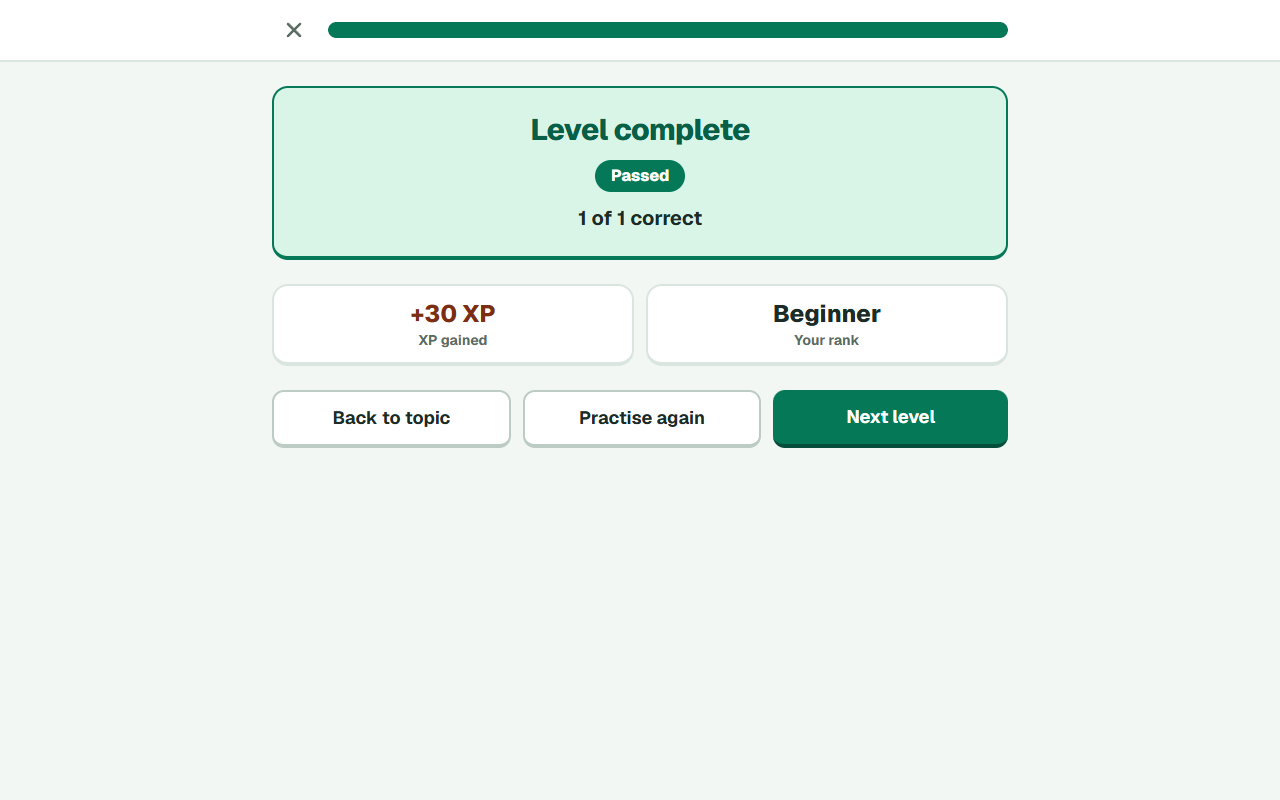 Level complete
Passed
1 of 1 correct
+30 XP
XP gained
Beginner
Your rank
Back to topic
Practise again
Next level